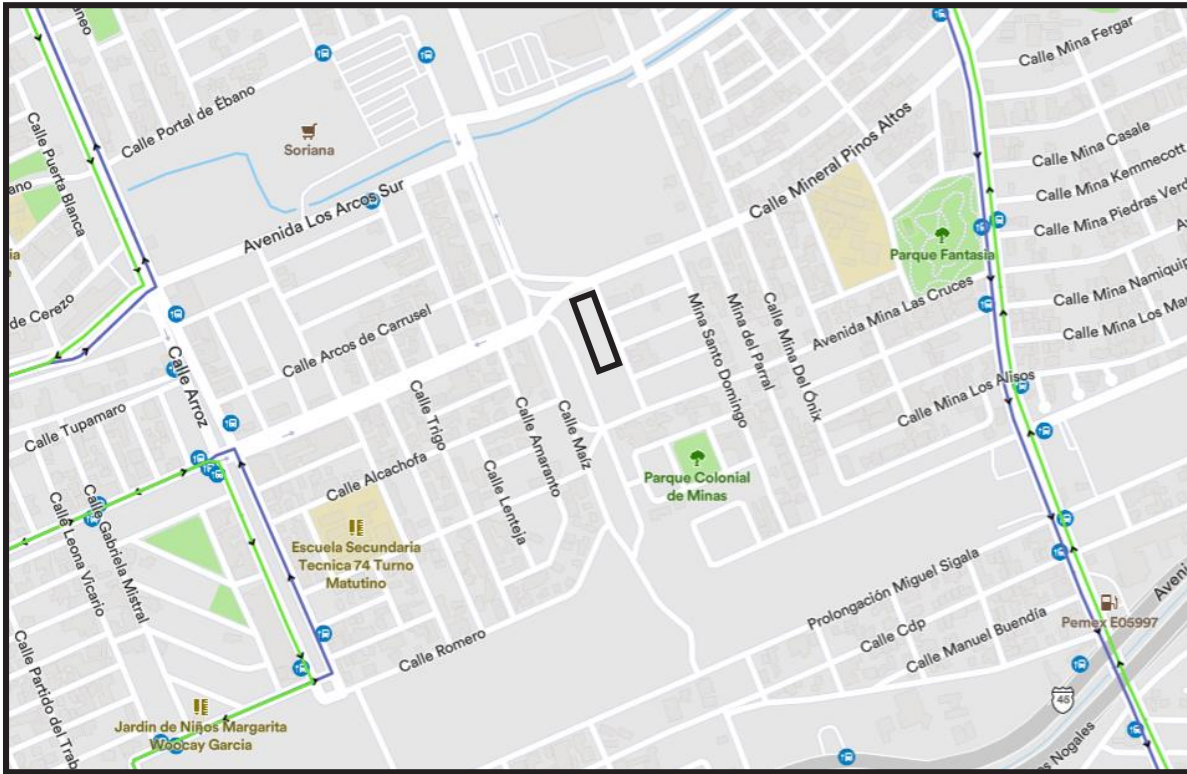 Calle Mina Fergar
Calle Portal de Ébano
Calle Mineral Pinos Altos
Calle Puerta Blanca
Soriana
Calle Mina Casale
Calle Mina Kemmecott
Avenida Los Arcos Sur
Calle Mina Piedras Verd
Parque Fantasia
Calle Mina Namiquip
de Cerezo
Calle Arcos de Carrusel
Mina Santo Domingo
Mina del Parral
Calle Mina Del Ónix
Avenida Mina Las Cruces
Calle Mina Los Mar
Calle Arroz
Calle Tupamaro
Calle Trigo
Calle Amaranto
Calle Maíz
Calle Mina Los Alisos
Calle Alcachofa
Calle Lenteja
Parque Colonial
de Minas
Calle Leona Vicario
Calle Gabriela Mistral
Escuela Secundaria
Tecnica 74 Turno
Matutino
Prolongación Miguel Sigala
Calle Cdp
Calle Manuel Buendía
Pemex E05997
Calle Romero
Calle Partido del Trab
Jardin de Niños Margarita
Woocay Garcia
45
Aveni
s Nogales